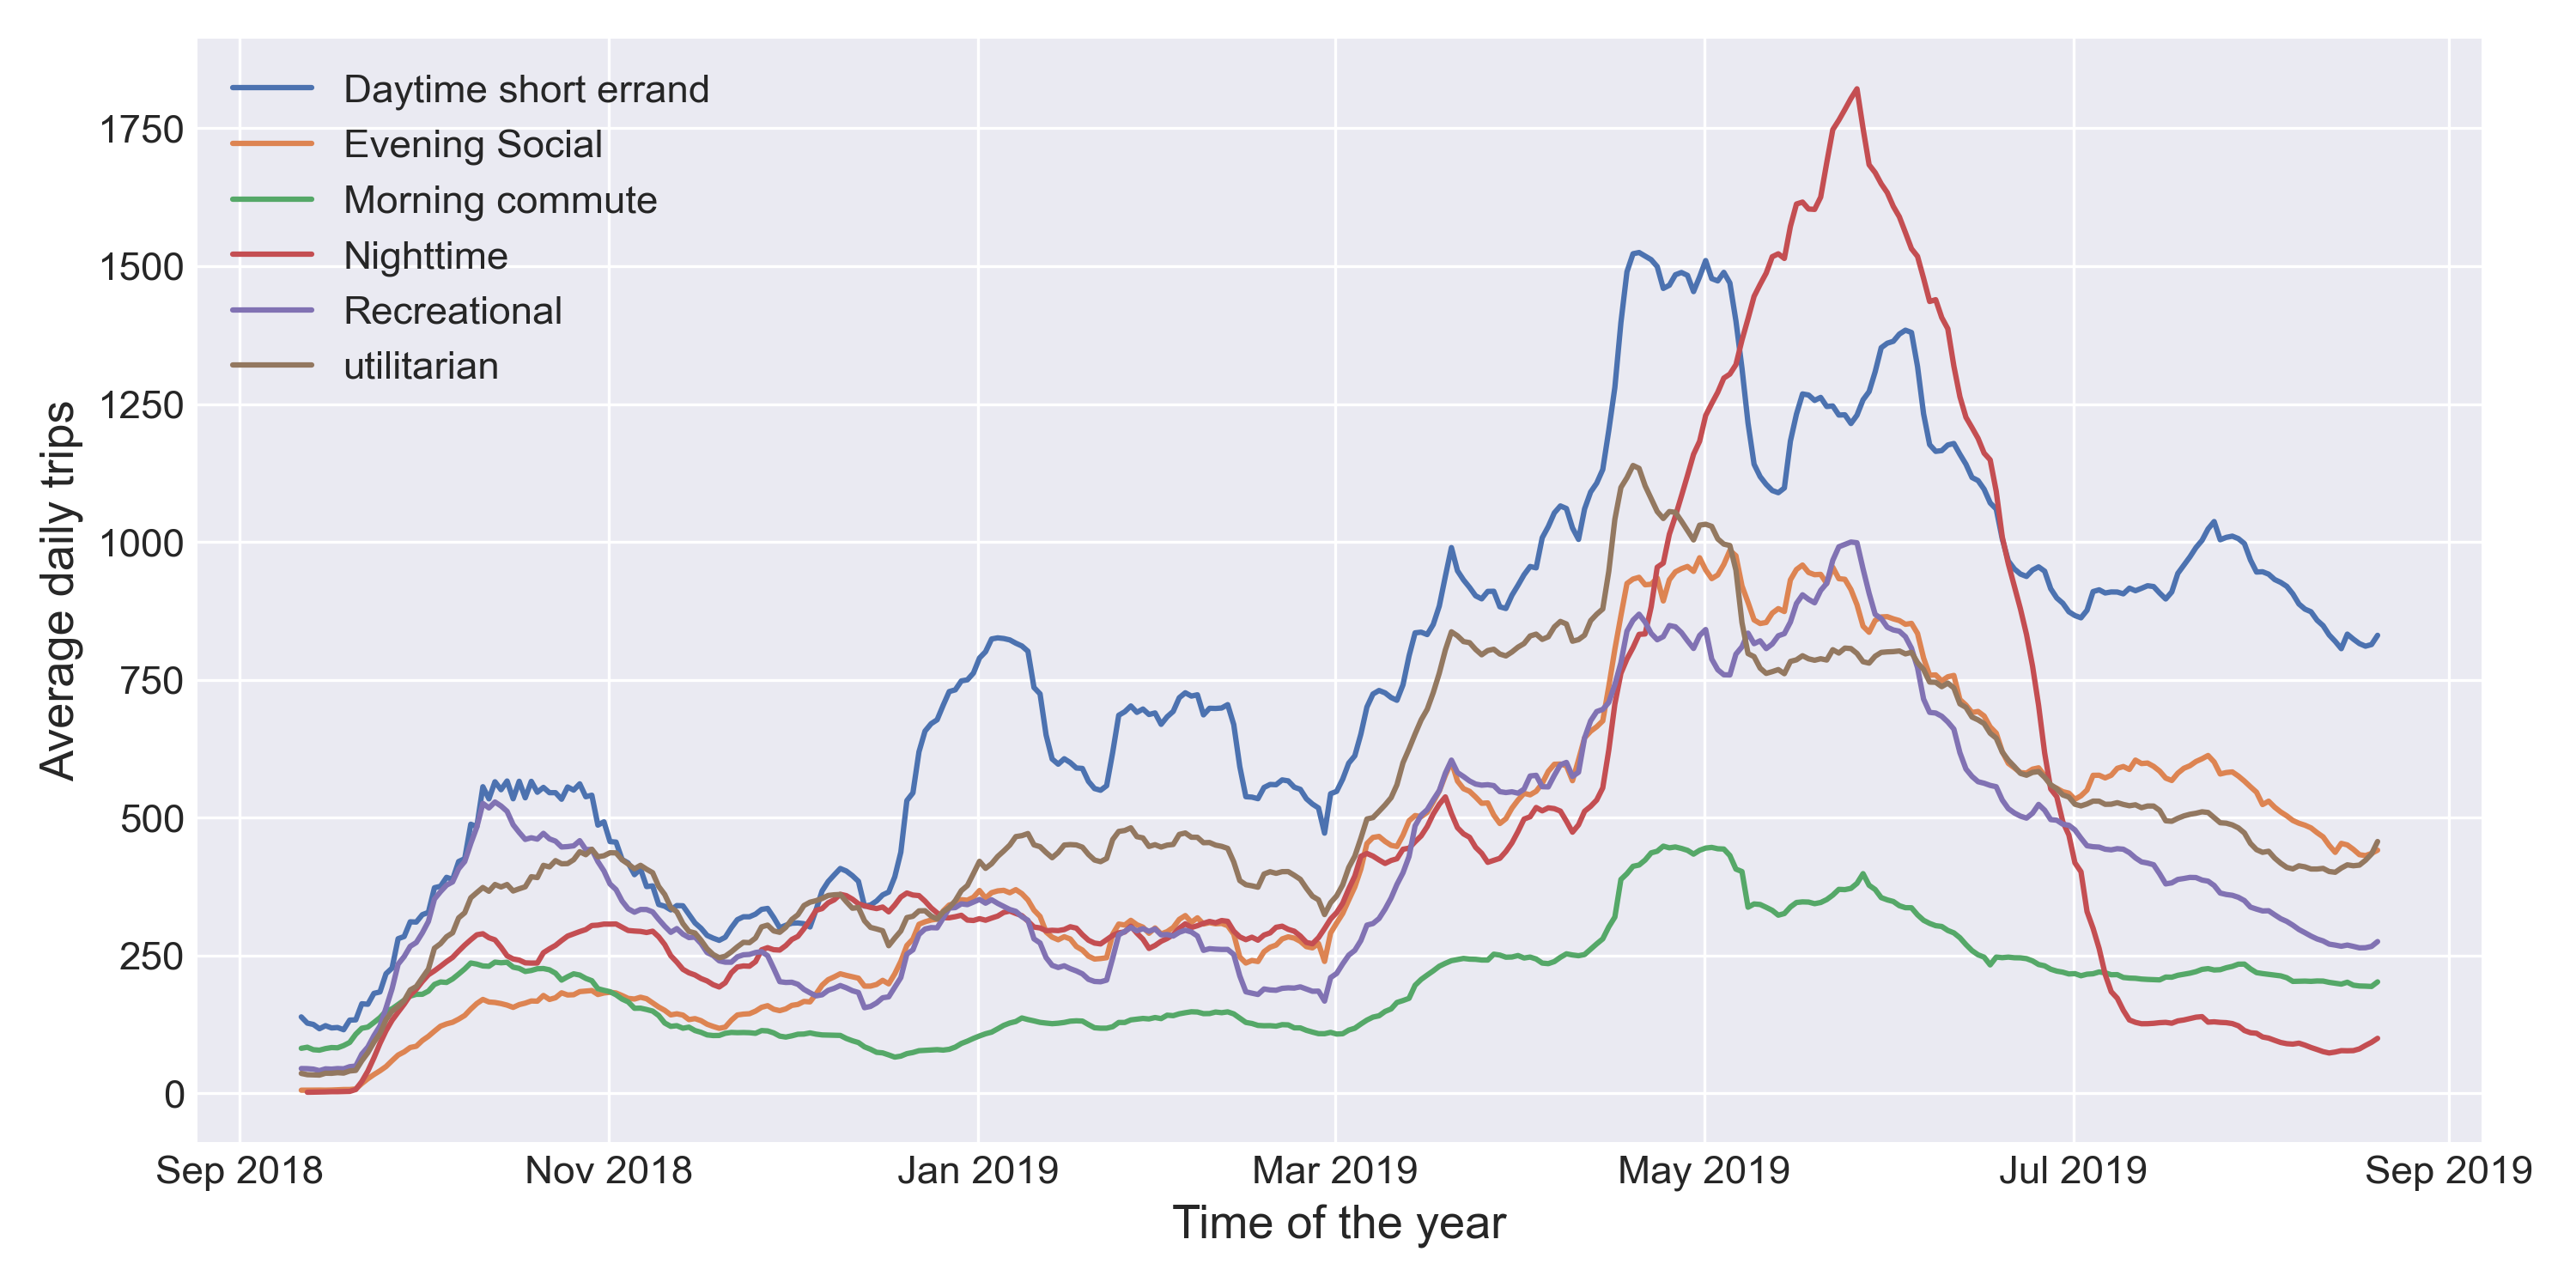 Daytime short errand
Evening Social
Morning commute
Nighttime
Recreational
utilitarian
Average daily trips
1750
1500
1250
1000
750
500
250
0
Sep 2018 Nov 2018 Jan 2019 Mar 2019 May 2019 Jul 2019 Sep 2019
Time of the year